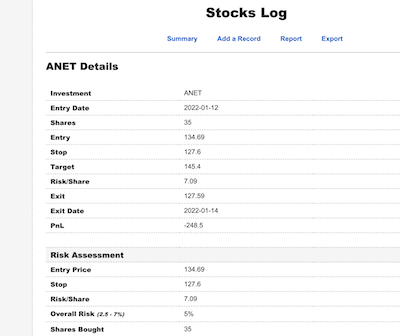 Stocks Log
Summary Add a Record Report Export
ANET Details
Investment ANET
Entry Date 2022-01-12
Shares 35
Entry 134.69
Stop 127.6
Target 145.4
Risk/Share 7.09
Exit 127.59
Exit Date 2022-01-14
PnL -248.5
Risk Assessment
Entry Price 134.69
Stop 127.6
Risk/Share 7.09
Overall Risk (2.5 - 7%) 5%
Shares Bought 35